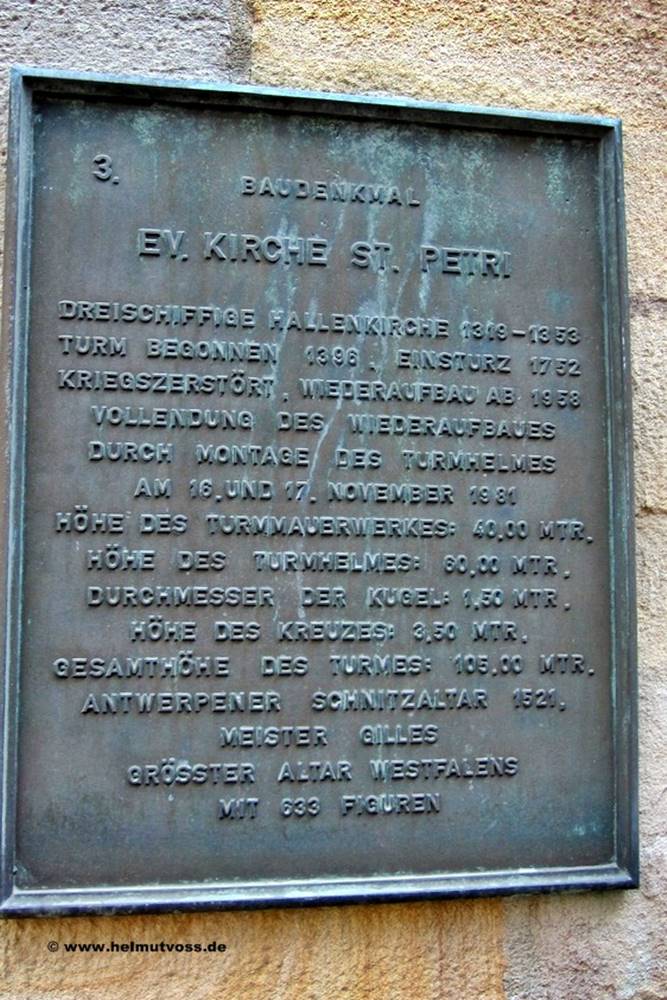 3.
BAUDENKMAL
EV. KIRCHE ST. PETRI
DREISCHIFFIGE HALLENKIRCHE 1319-1353
TURM BEGONNEN 1396, EINSTURZ 1752
KRIEGSZERSTÖRT, WIEDERAUFBAU AB 1958
VOLLENDUNG DES WIEDERAUFBAUES
DURCH MONTAGE DES TURMHELMES
AM 16. UND 17. NOVEMBER 1981
HÖHE DES TURMMAUERWERKES: 40,00 MTR.
HÖHE DES TURMHELMES: 60,00 MTR.
DURCHMESSER DER KUGEL: 1,50 MTR.
HÖHE DES KREUZES: 3,50 MTR.
GESAMTHÖHE DES TURMES: 105,00 MTR.
ANTWERPENER SCHNITZALTAR 1521,
MEISTER GILLES
GRÖSSTER ALTAR WESTFALENS
MIT 633 FIGUREN
© www.helmutvoss.de